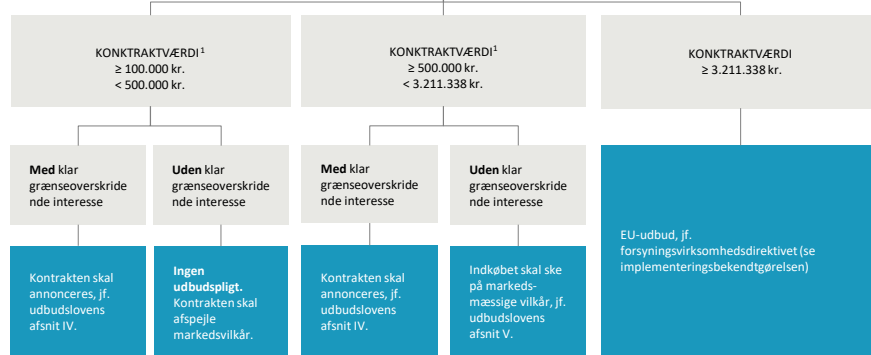 KONKTRAKTVÆRDI¹
≥ 100.000 kr.
< 500.000 kr.
KONKTRAKTVÆRDI¹
≥ 500.000 kr.
< 3.211.338 kr.
KONKTRAKTVÆRDI
≥ 3.211.338 kr.
Med klar
grænseoverskride
nde interesse
Uden klar
grænseoverskride
nde interesse
Med klar
grænseoverskride
nde interesse
Uden klar
grænseoverskride
nde interesse
Kontrakten skal
annonceres, jf.
udbudslovens
afsnit IV.
Ingen
udbudspligt.
Kontrakten skal
afspejle
markedsvilkår.
Kontrakten skal
annonceres, jf.
udbudslovens
afsnit IV.
Indkøbet skal ske
på markeds-
mæssige vilkår, jf.
udbudslovens
afsnit V.
EU-udbud, jf.
forsyningsvirksomhedsdirektivet (se
implementeringsbekendtgørelsen)